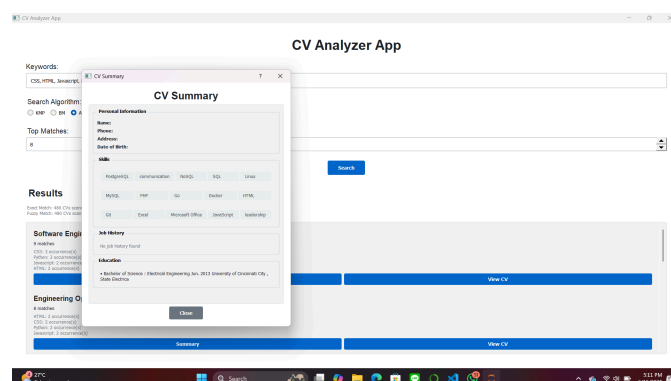 CV Analyzer App
CV Analyzer App
Keywords:
CSS, HTML, Javascript,
Search Algorithm:
KMP BM
Top Matches:
8
Search
Results
Exact Match: 480 CVs
Fuzzy Match: 480 CVs
Software Engi
9 matches
CSS: 2 occurrence(s)
Python: 3 occurrence(s)
Javascript: 2 occurrence(s)
HTML: 2 occurrence(s)
View CV
Engineering O
8 matches
HTML: 2 occurrence(s)
CSS: 2 occurrence(s)
Python: 2 occurrence(s)
Javascript: 2 occurrence(s)
Summary
View CV
CV Summary
CV Summary
Personal Information
Name:
Phone:
Address:
Date of Birth:
Skills
PostgreSQL communication NoSQL SQL Linux
MySQL PHP Go Docker HTML
Git Excel Microsoft Office JavaScript leadership
Job History
No job history found
Education
• Bachelor of Science : Electrical Engineering Jun. 2013 University of Cincinnati City ,
State Electrica
Close
27°C
Search
5:11 PM